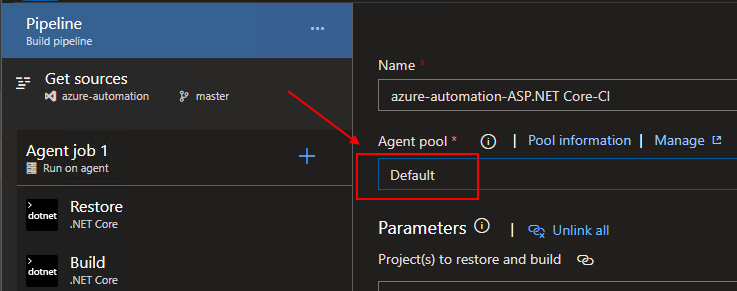 Pipeline
Build pipeline
Get sources
azure-automation
master
Agent job 1
Run on agent
dotnet
Restore
.NET Core
dotnet
Build
.NET Core
Name *
azure-automation-ASP.NET Core-CI
Agent pool * | Pool information | Manage
Default
Parameters | Unlink all
Project(s) to restore and build